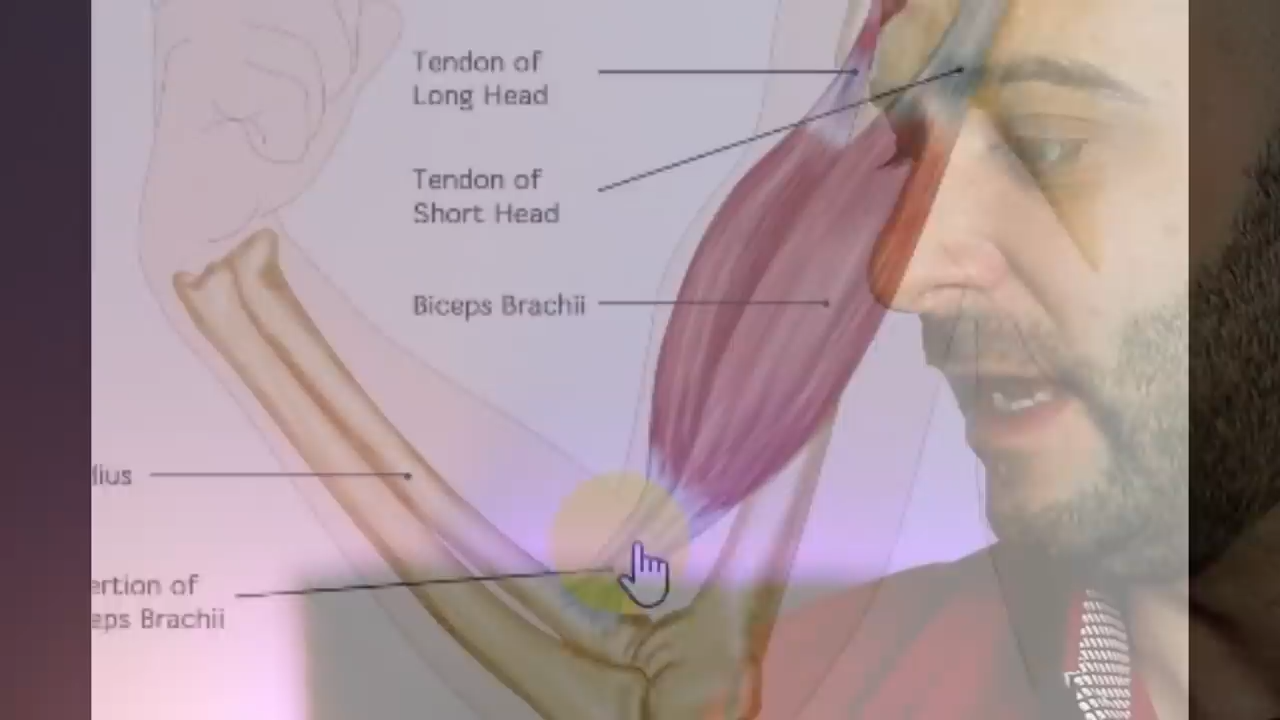 Tendon of
Long Head
Tendon of
Short Head
Biceps Brachii
dius
ertion of
eps Brachii